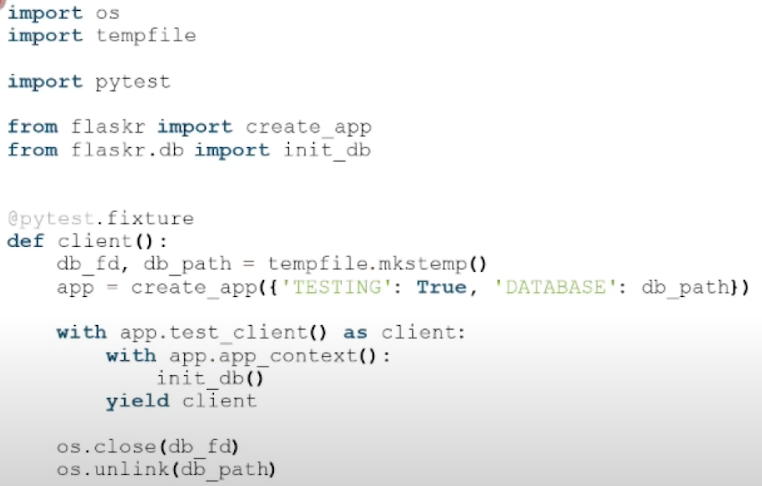 import os
import tempfile
import pytest
from flaskr import create_app
from flaskr.db import init_db
@pytest.fixture
def client():
    db_fd, db_path = tempfile.mkstemp()
    app = create_app({'TESTING': True, 'DATABASE': db_path})
    with app.test_client() as client:
        with app.app_context():
            init_db()
        yield client
    os.close(db_fd)
    os.unlink(db_path)